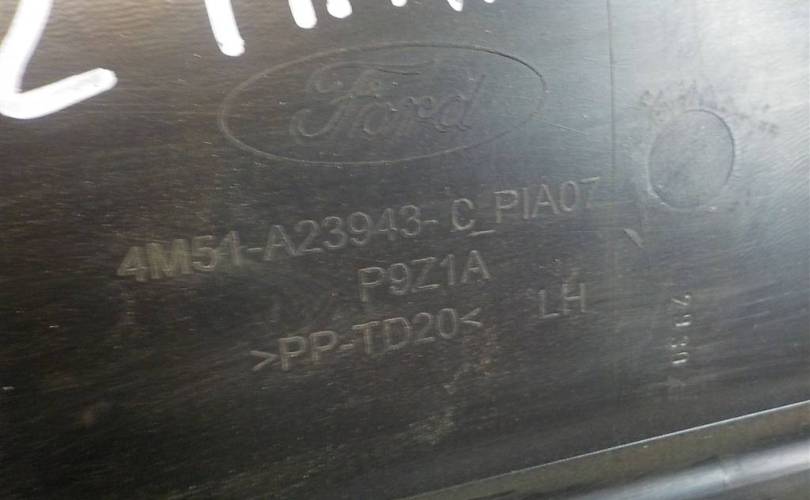 Ford
4M51-A23943- C_PIA07
P9Z1A
>PP-TD20< LH